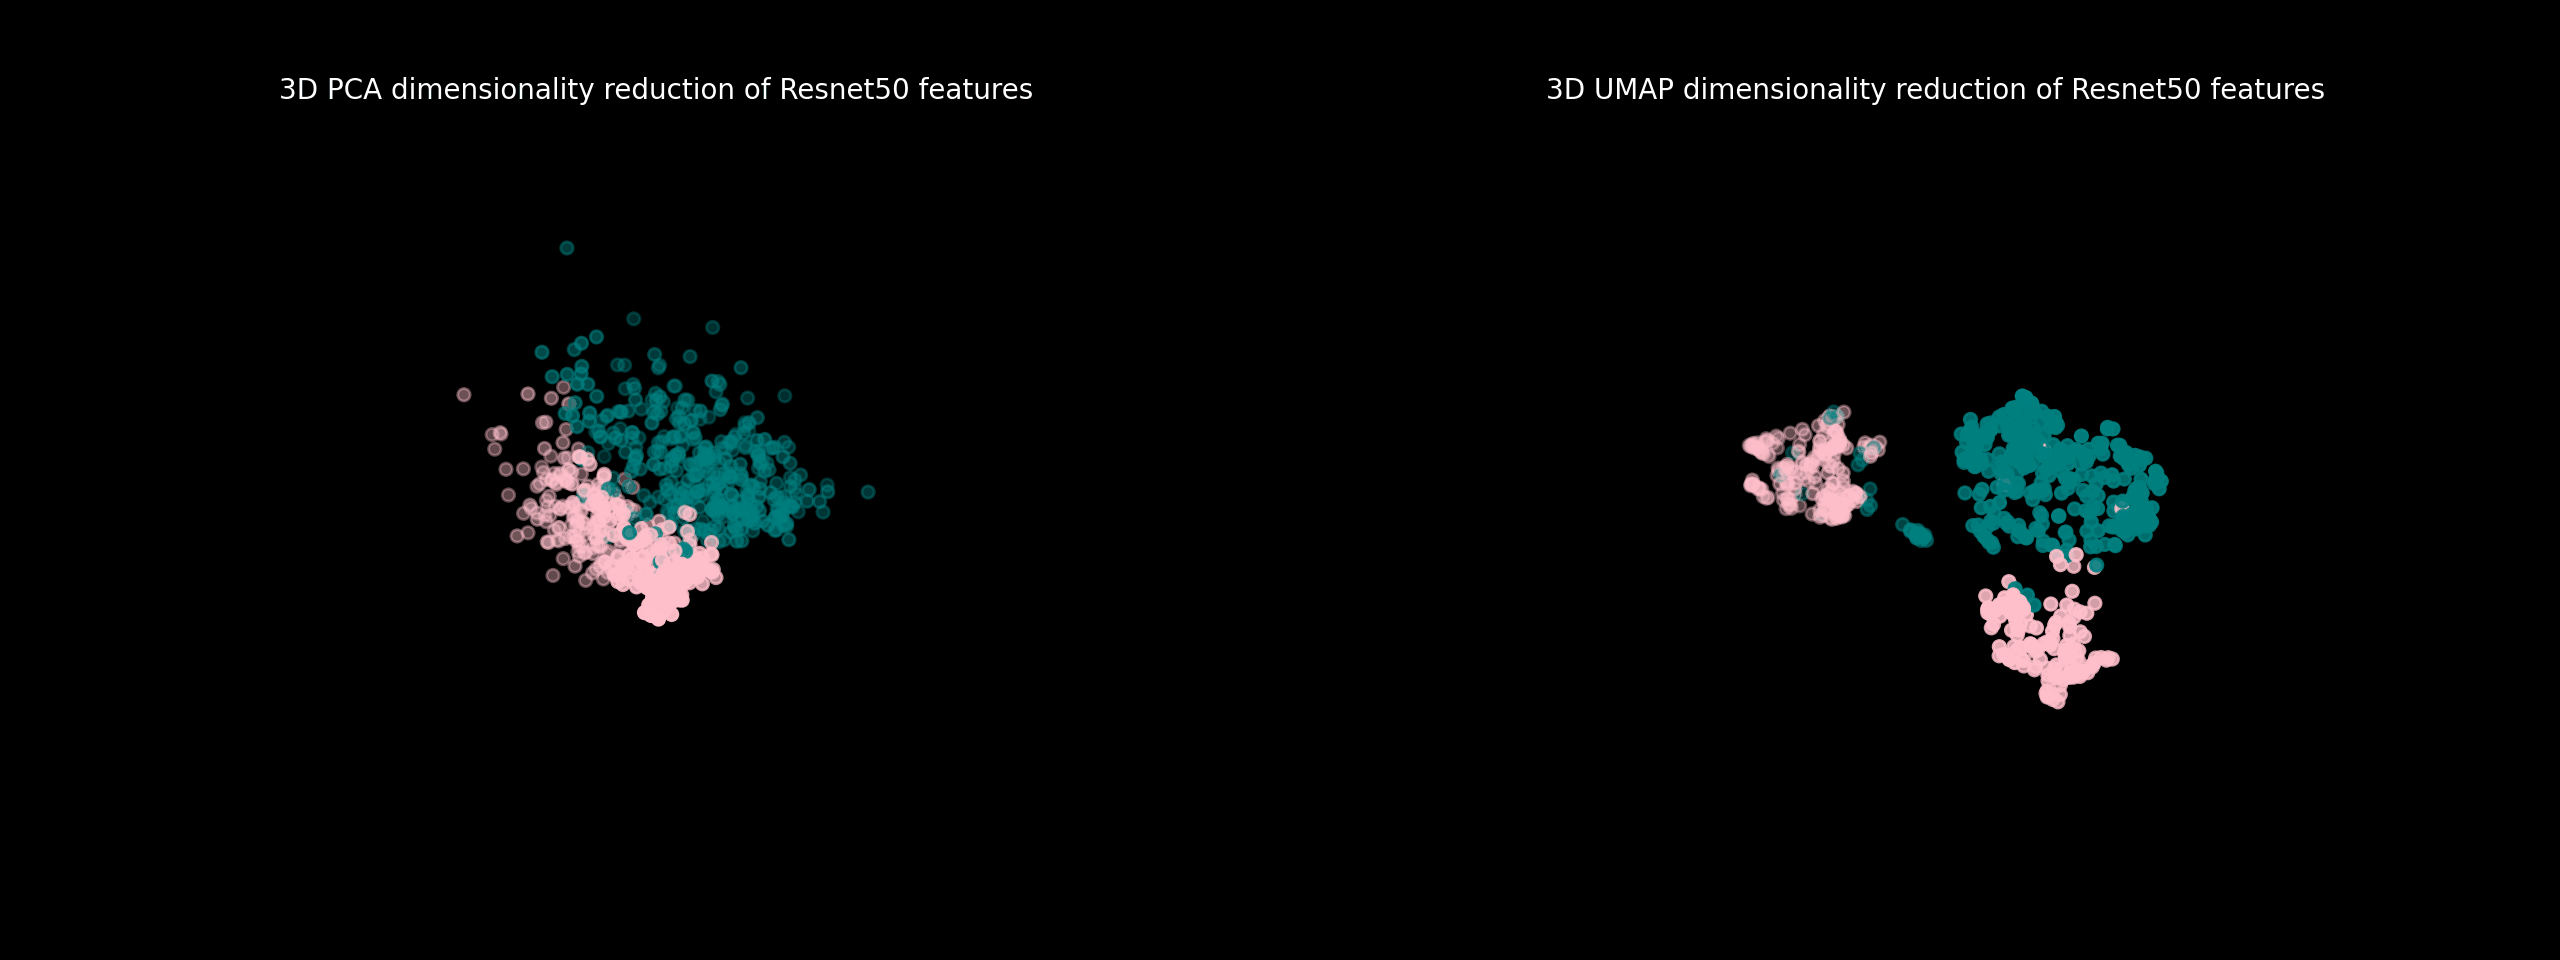 3D PCA dimensionality reduction of Resnet50 features
3D UMAP dimensionality reduction of Resnet50 features